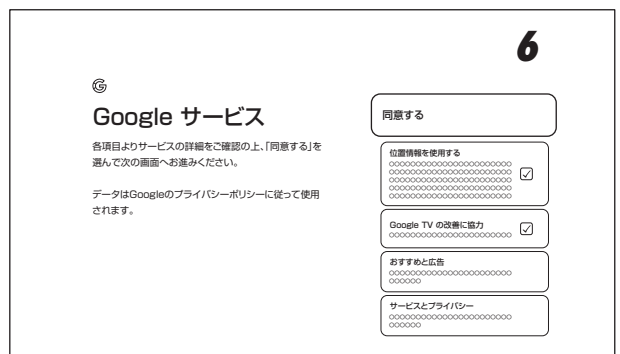 6
G
Google サービス
各項目よりサービスの詳細をご確認の上、「同意する」を
選んで次の画面へお進みください。
データはGoogleのプライバシーポリシーに従って使用
されます。
同意する
位置情報を使用する
○○○○○○○○○○○○○○○○○○○○○○○
○○○○○○○○○○○○○○○○○○○○○○○
○○○○○○○○○○○○○○○○○○○○○○○
○○○○○○○○○○○○○○○○○○○○○○○
○○○○○○○○○○○○○○○○○○○○○○○
Google TV の改善に協力
○○○○○○○○○○○○○○○○○○○○○○○
おすすめと広告
○○○○○○○○○○○○○○○○○○○○○○○
○○○○○○
サービスとプライバシー
○○○○○○○○○○○○○○○○○○○○○○○
○○○○○○